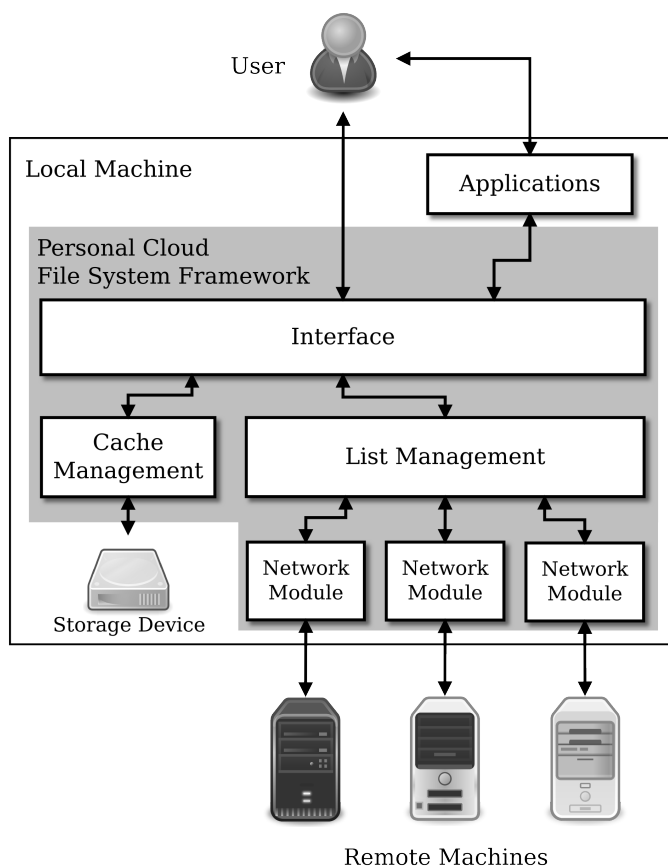 User
Local Machine
Applications
Personal Cloud
File System Framework
Interface
Cache
Management
List Management
Network
Module
Network
Module
Network
Module
Storage Device
Remote Machines